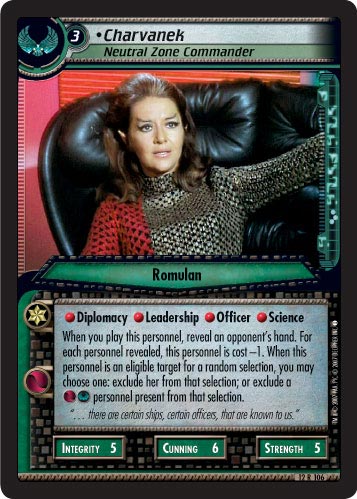 3
•Charvanek
Neutral Zone Commander
Romulan
Diplomacy Leadership Officer Science
When you play this personnel, reveal an opponent's hand. For
each personnel revealed, this personnel is cost –1. When this
personnel is an eligible target for a random selection, you may
choose one: exclude her from that selection; or exclude a
personnel present from that selection.
"… there are certain ships, certain officers, that are known to us."
INTEGRITY 5 CUNNING 6 STRENGTH 5
12 R 106